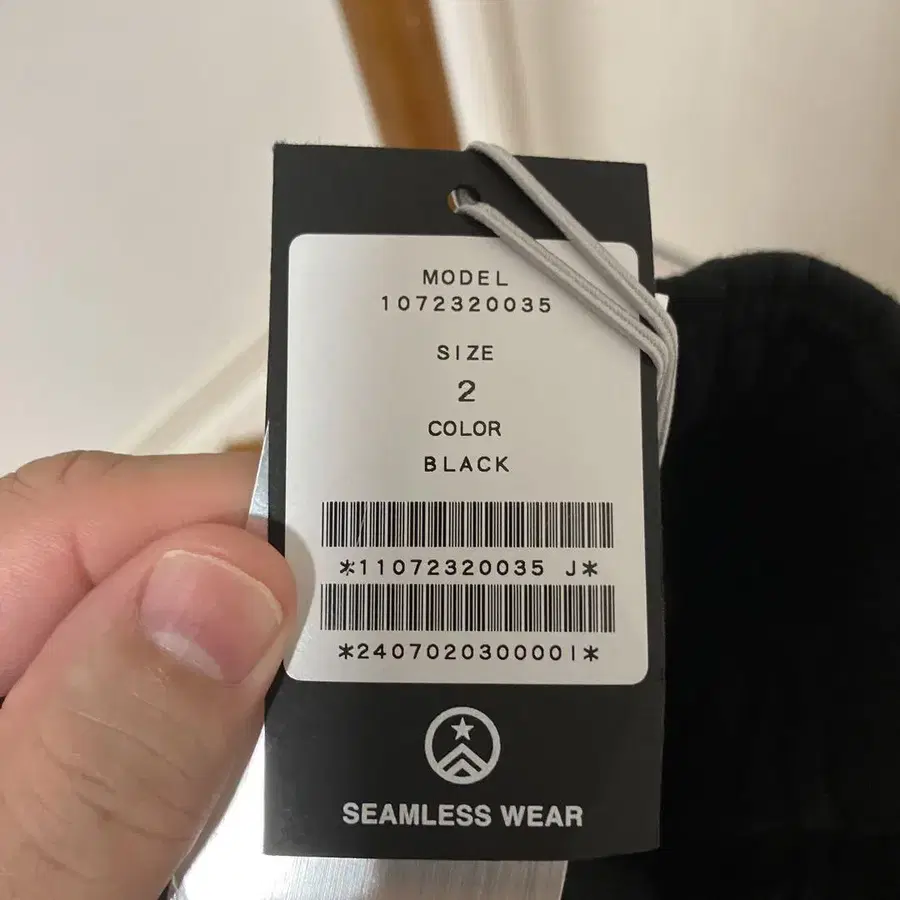 MODEL
1072320035
SIZE
2
COLOR
BLACK
*11072320035 J*
*240702030000I*
SEAMLESS WEAR